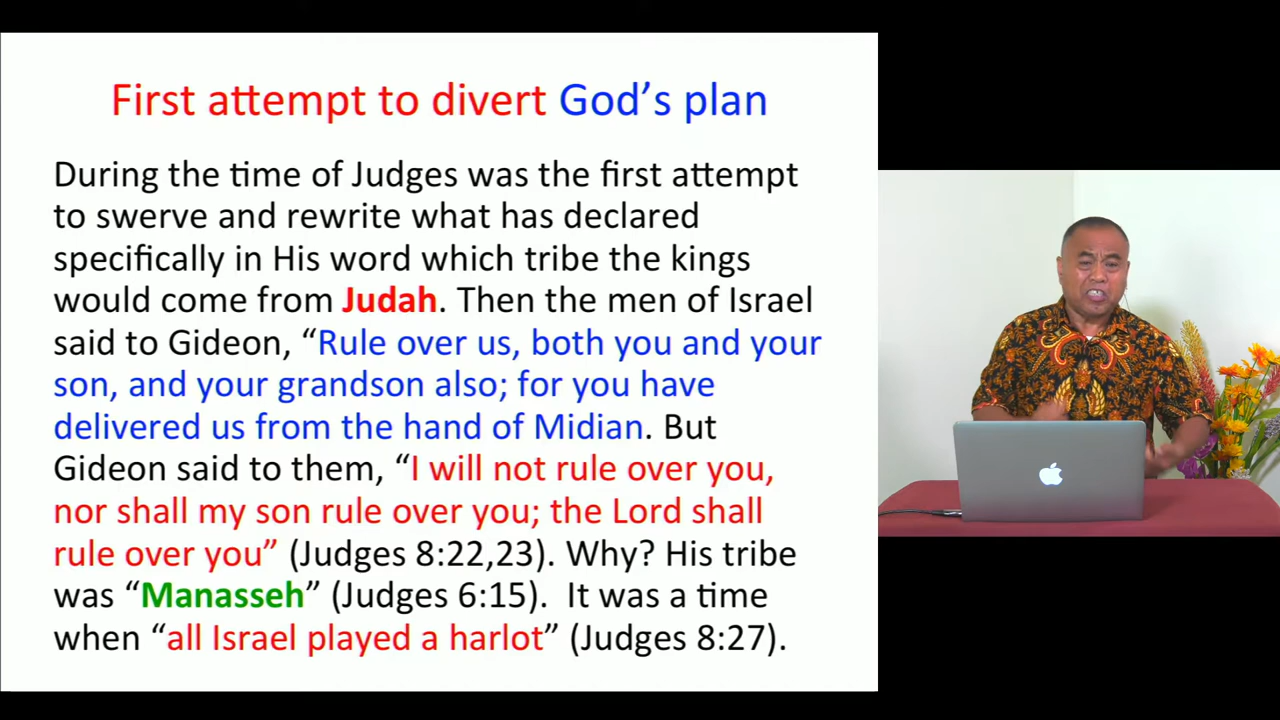 First attempt to divert God’s plan
During the time of Judges was the first attempt
to swerve and rewrite what has declared
specifically in His word which tribe the kings
would come from Judah. Then the men of Israel
said to Gideon, “Rule over us, both you and your
son, and your grandson also; for you have
delivered us from the hand of Midian. But
Gideon said to them, “I will not rule over you,
nor shall my son rule over you; the Lord shall
rule over you” (Judges 8:22,23). Why? His tribe
was “Manasseh” (Judges 6:15).  It was a time
when “all Israel played a harlot” (Judges 8:27).